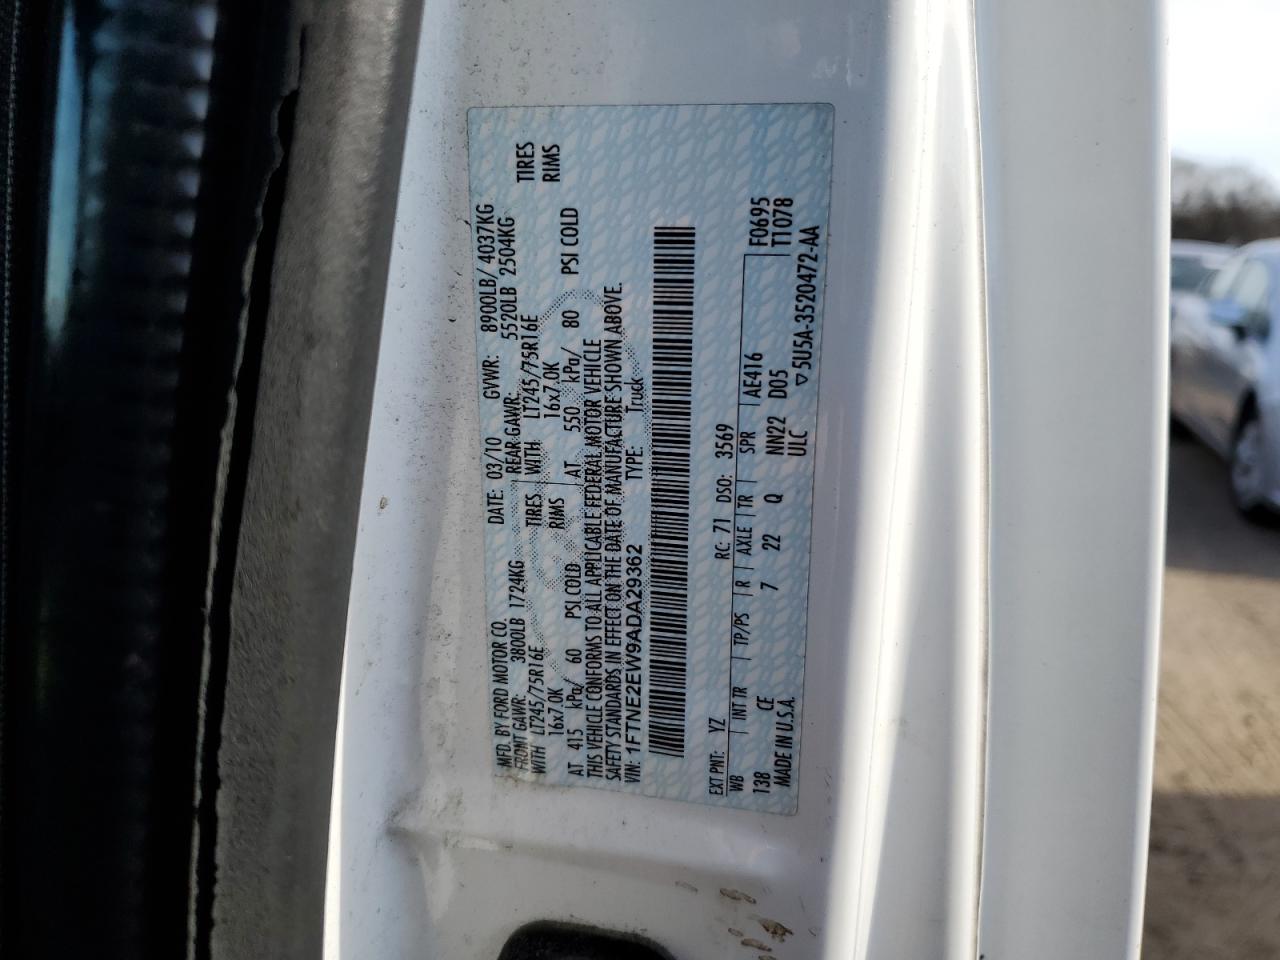 MFD. BY FORD MOTOR CO. DATE: 03/10 GVWR: 8900LB/ 4037KG
FRONT GAWR: 3800LB 1724KG REAR GAWR: 5520LB 2504KG
WITH LT245/75R16E TIRES WITH LT245/75R16E TIRES
16x7.0K RIMS 16x7.0K RIMS
AT 415 kPa/ 60 PSI COLD AT 550 kPa/ 80 PSI COLD
THIS VEHICLE CONFORMS TO ALL APPLICABLE FEDERAL MOTOR VEHICLE
SAFETY STANDARDS IN EFFECT ON THE DATE OF MANUFACTURE SHOWN ABOVE.
VIN: 1FTNE2EW9ADA29362 TYPE: Truck
EXT PNT: YZ RC: 71 DSO: 3569 F0695
WB INT TR TP/PS R AXLE TR SPR AE416 T1078
138 CE 7 22 Q NN22 D05
MADE IN U.S.A. ULC ▽5U5A-3520472-AA